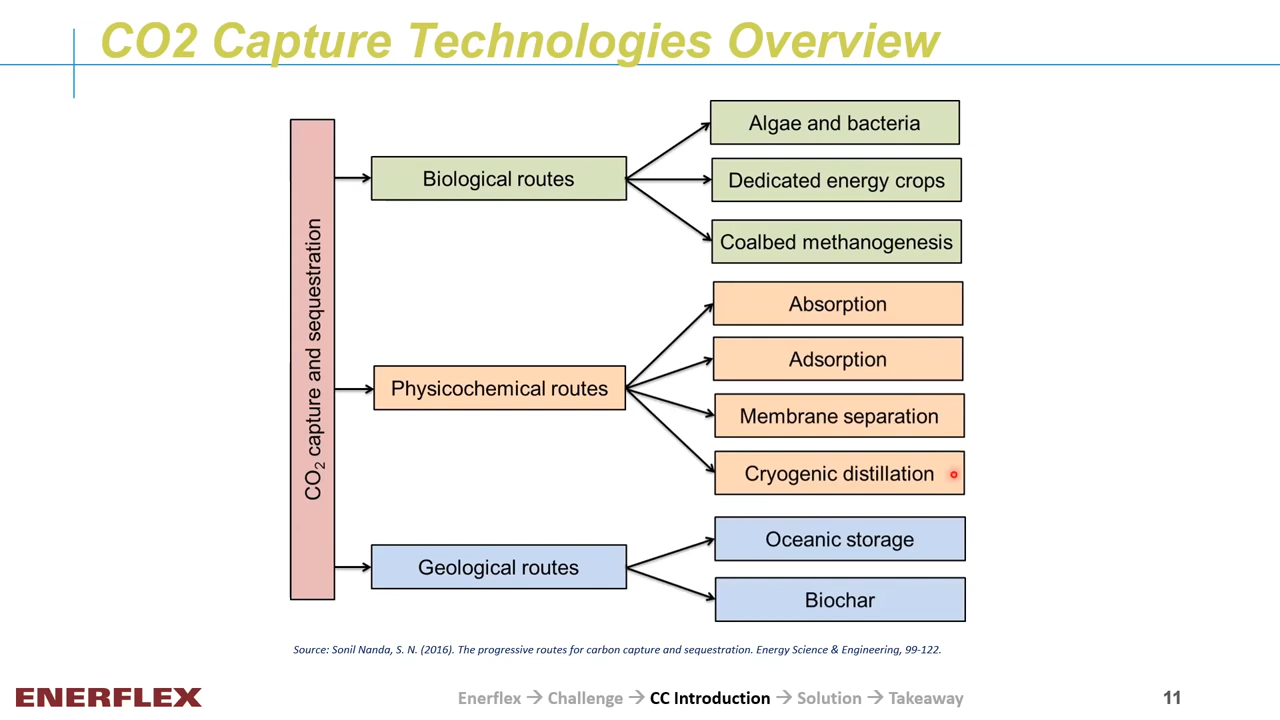 CO2 Capture Technologies Overview
CO₂ capture and sequestration
Biological routes
Algae and bacteria
Dedicated energy crops
Coalbed methanogenesis
Physicochemical routes
Absorption
Adsorption
Membrane separation
Cryogenic distillation
Geological routes
Oceanic storage
Biochar
Source: Sonil Nanda, S. N. (2016). The progressive routes for carbon capture and sequestration. Energy Science & Engineering, 99-122.
ENERFLEX
Enerflex → Challenge → CC Introduction → Solution → Takeaway
11